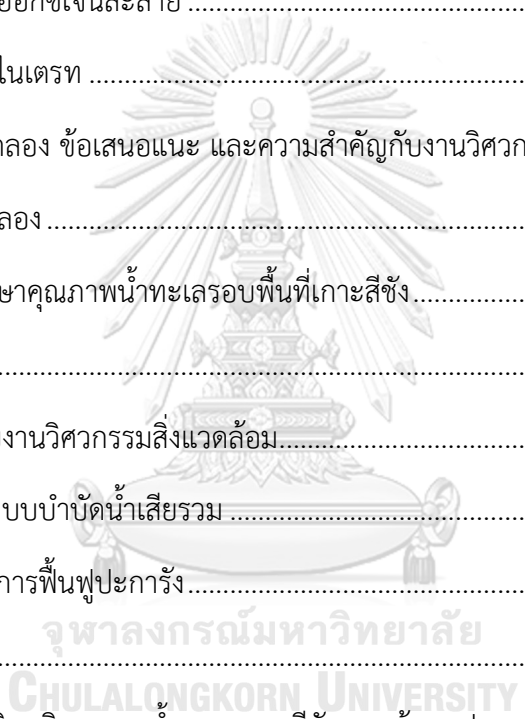 ออกซิเจนละลาย ........................................
ไนเตรท ........................................
ลอง ข้อเสนอแนะ และความสำคัญกับงานวิศวก
ลอง ........................................
ษาคุณภาพน้ำทะเลรอบพื้นที่เกาะสีชัง ....................
........................................
งานวิศวกรรมสิ่งแวดล้อม ........................................
บบบำบัดน้ำเสียรวม ........................................
การฟื้นฟูปะการัง ........................................
จุฬาลงกรณ์มหาวิทยาลัย
........................................
CHULALONGKORN UNIVERSITY